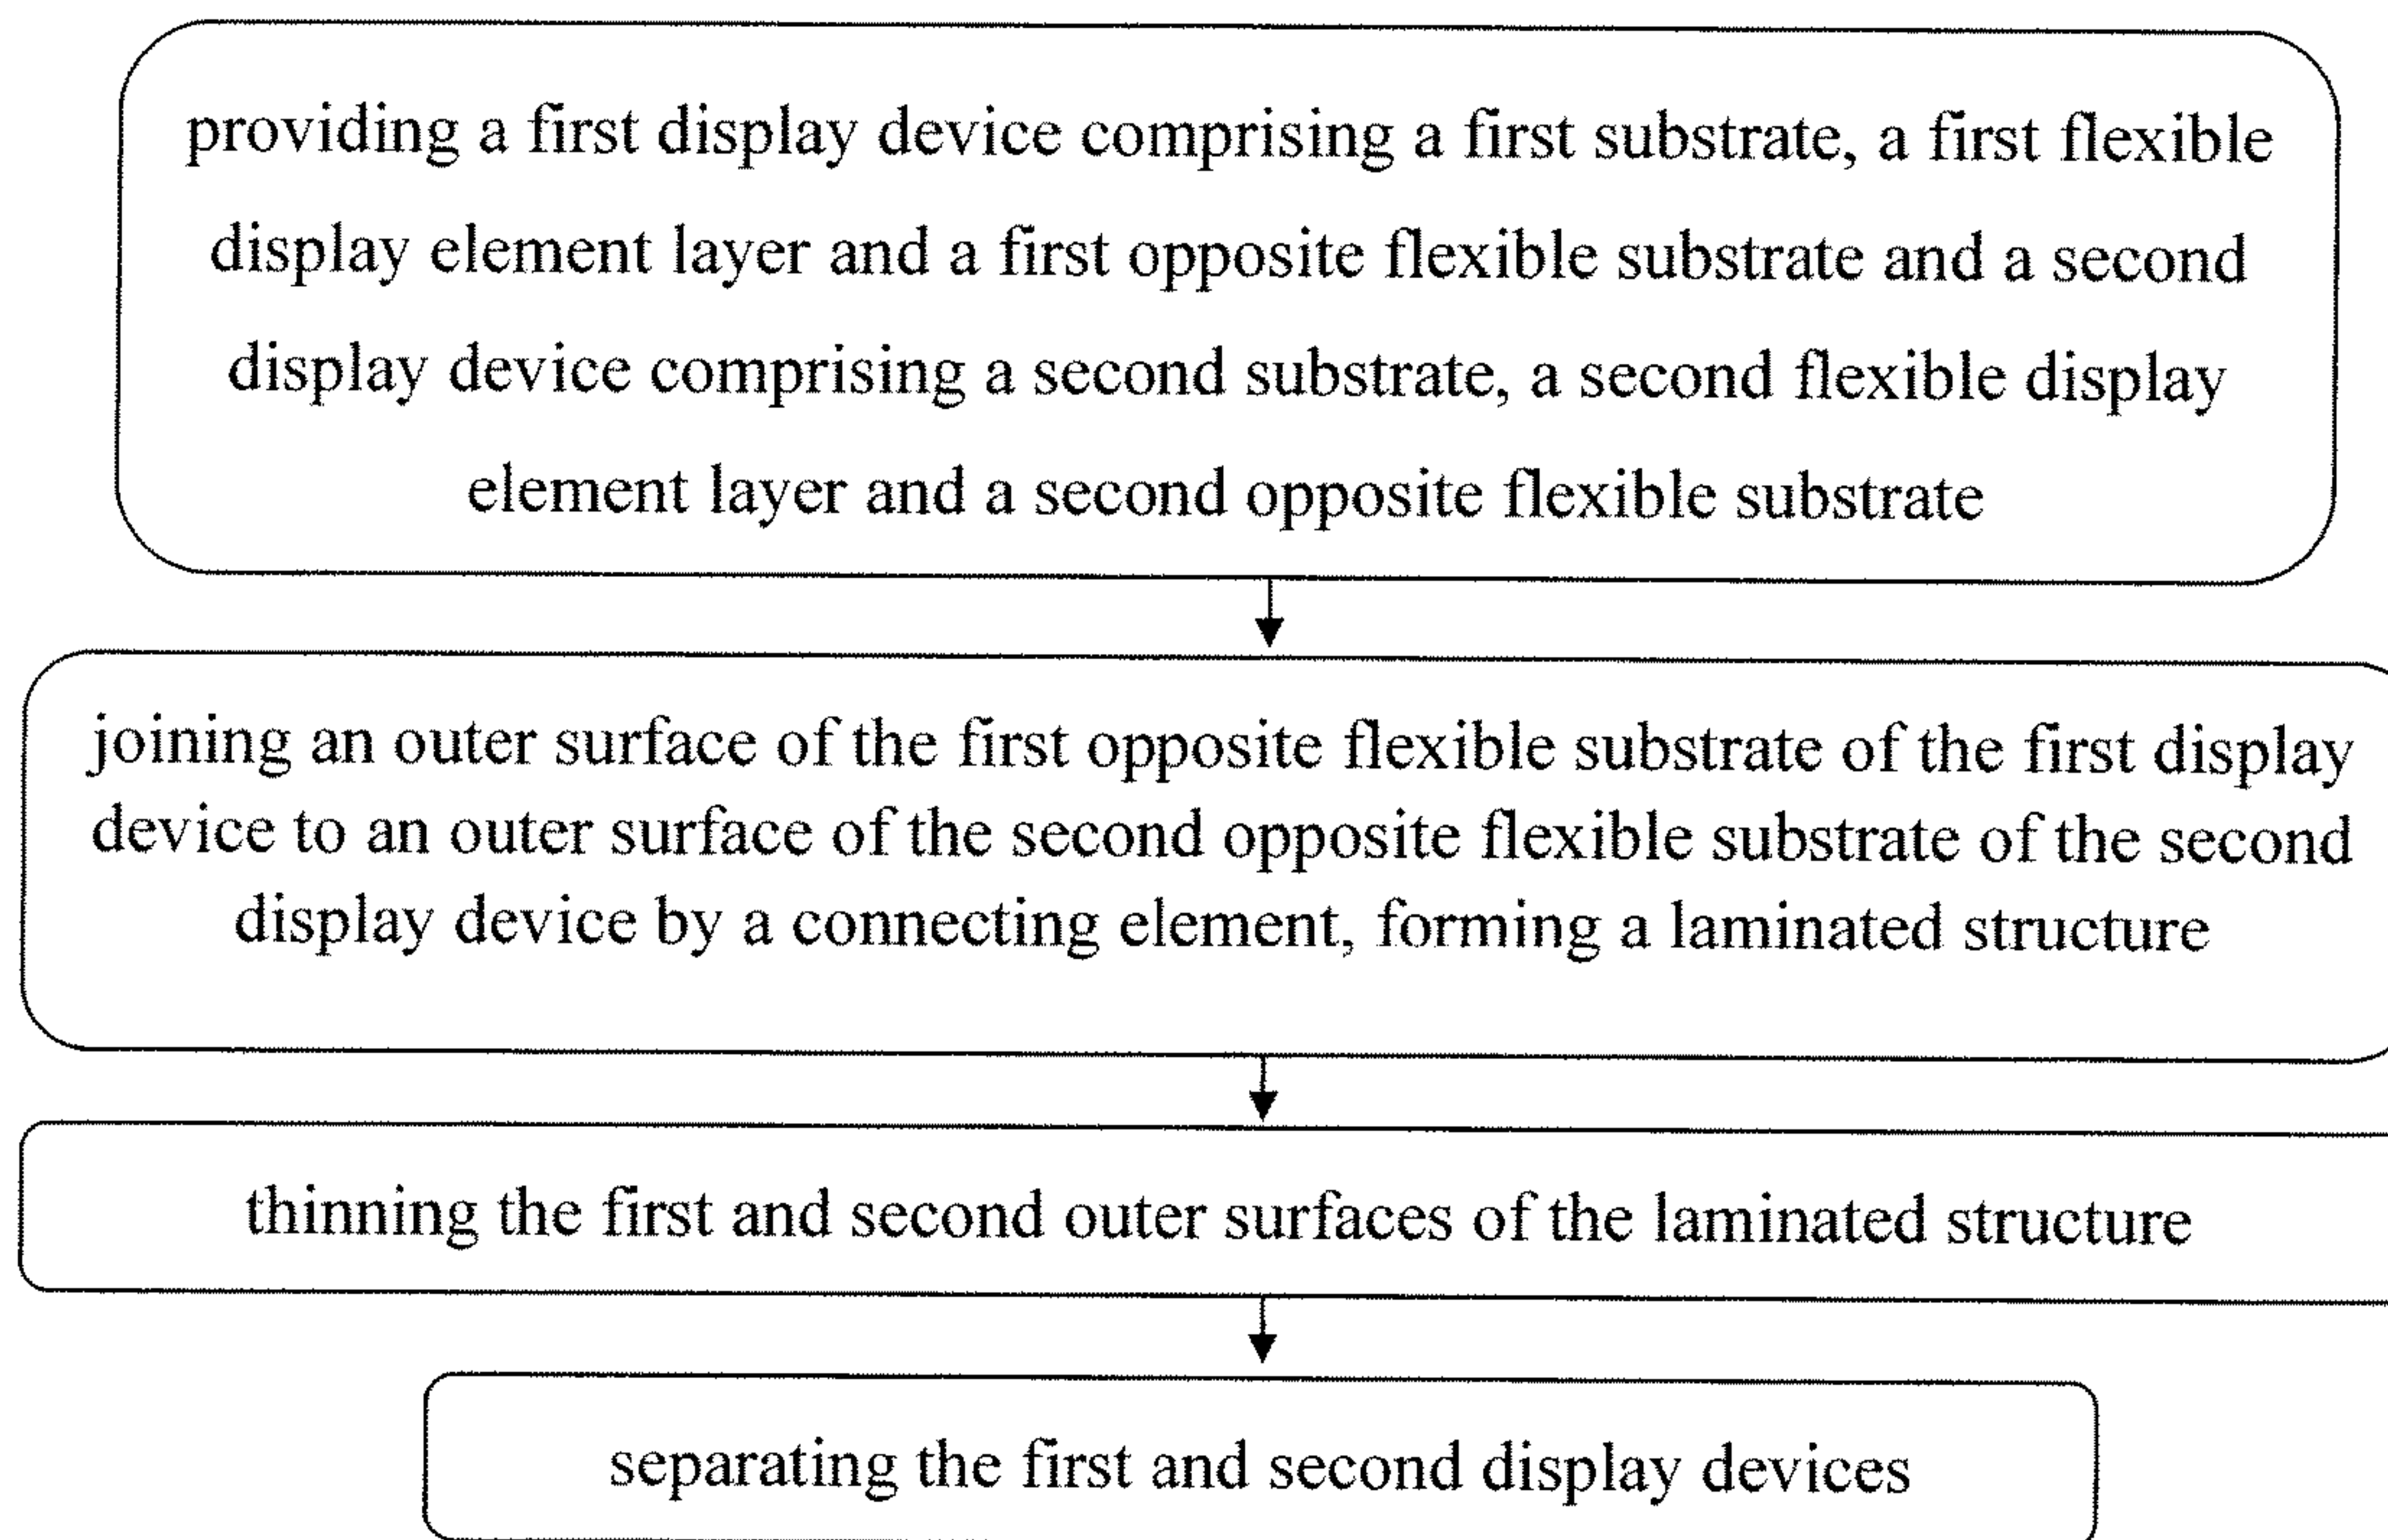 providing a first display device comprising a first substrate, a first flexible
display element layer and a first opposite flexible substrate and a second
display device comprising a second substrate, a second flexible display
element layer and a second opposite flexible substrate
joining an outer surface of the first opposite flexible substrate of the first display
device to an outer surface of the second opposite flexible substrate of the second
display device by a connecting element, forming a laminated structure
thinning the first and second outer surfaces of the laminated structure
separating the first and second display devices